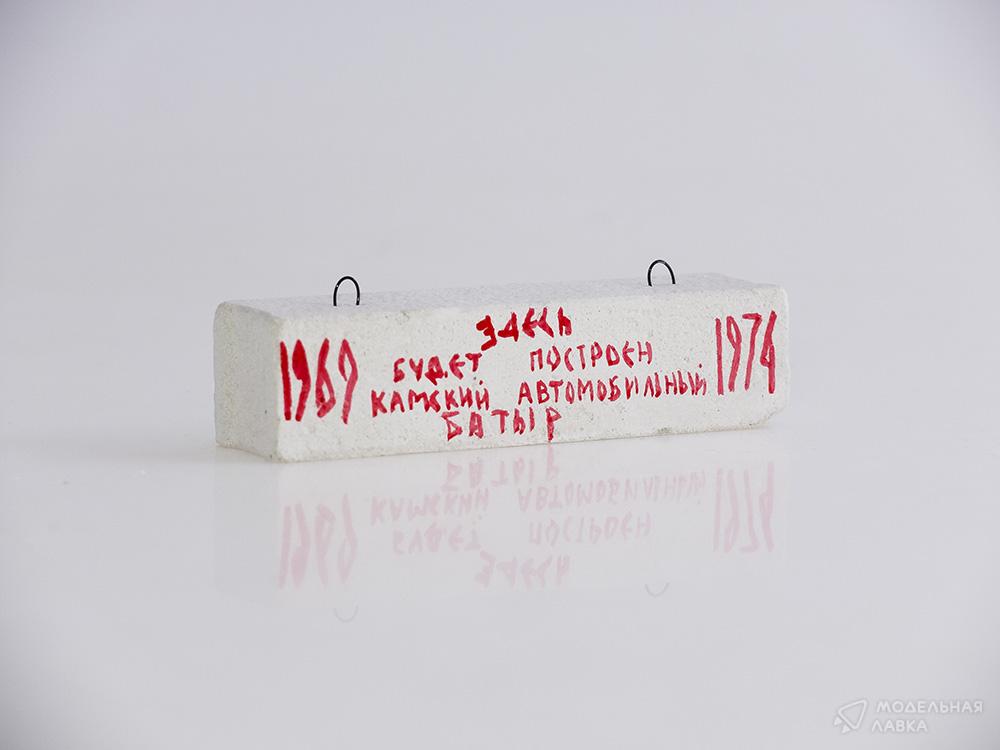 1969
ЗДЕСЬ
БУДЕТ ПОСТРОЕН
КАМСКИЙ АВТОМОБИЛЬНЫЙ
БАТЫР
1974
МОДЕЛЬНАЯ
ЛАВКА